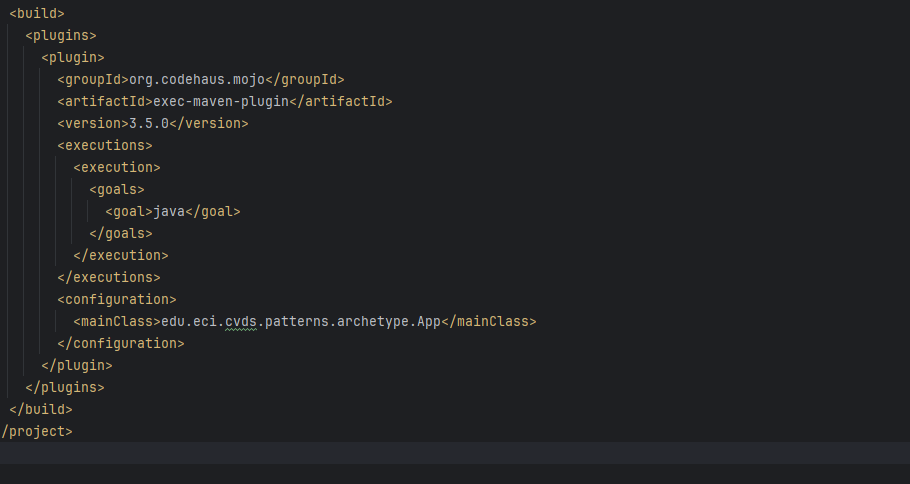 <build>
<plugins>
<plugin>
<groupId>org.codehaus.mojo</groupId>
<artifactId>exec-maven-plugin</artifactId>
<version>3.5.0</version>
<executions>
<execution>
<goals>
<goal>java</goal>
</goals>
</execution>
</executions>
<configuration>
<mainClass>edu.eci.cvds.patterns.archetype.App</mainClass>
</configuration>
</plugin>
</plugins>
</build>
/project>